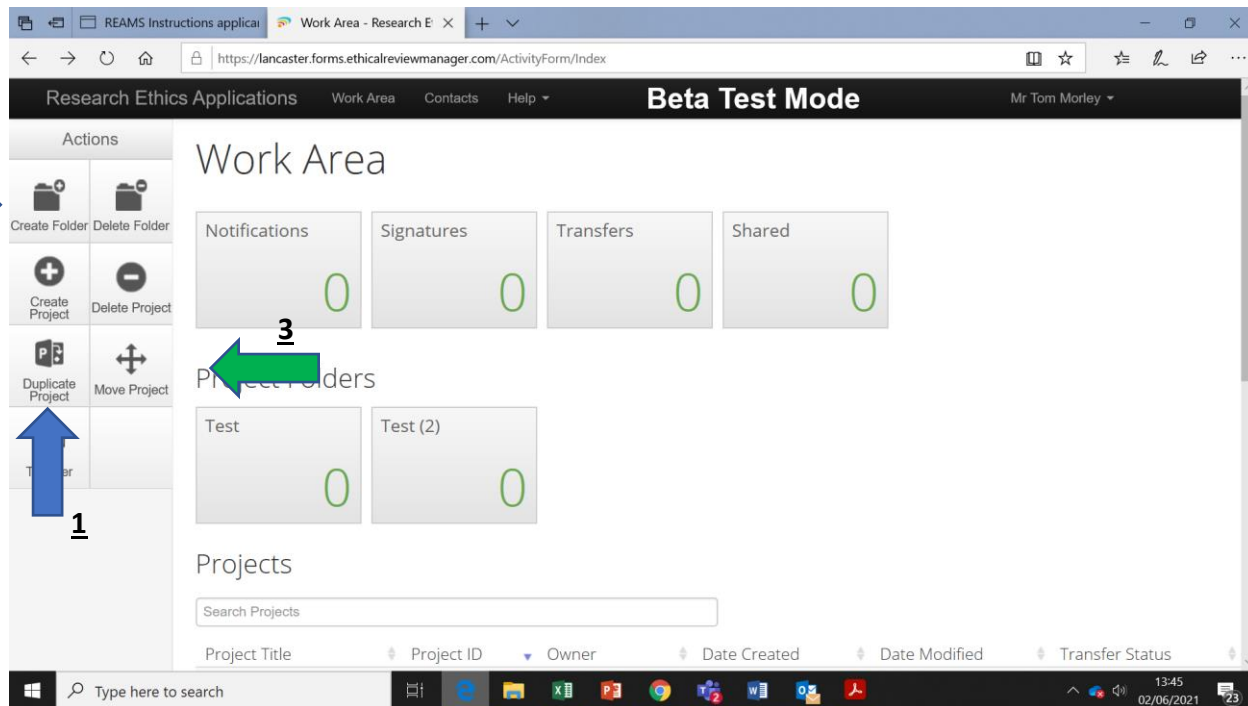 REAMS Instructions applicat
Work Area - Research E
https://lancaster.forms.ethicalreviewmanager.com/ActivityForm/Index
Research Ethics Applications Work Area Contacts Help Beta Test Mode Mr Tom Morley
Actions
Work Area
Create Folder Delete Folder
Notifications Signatures Transfers Shared
0 0 0 0
Create Project
Delete Project
3
Duplicate Project
Move Project
Project Folders
Test Test (2)
0 0
1
Projects
Search Projects
Project Title Project ID Owner Date Created Date Modified Transfer Status
Type here to search
13:45
02/06/2021
23